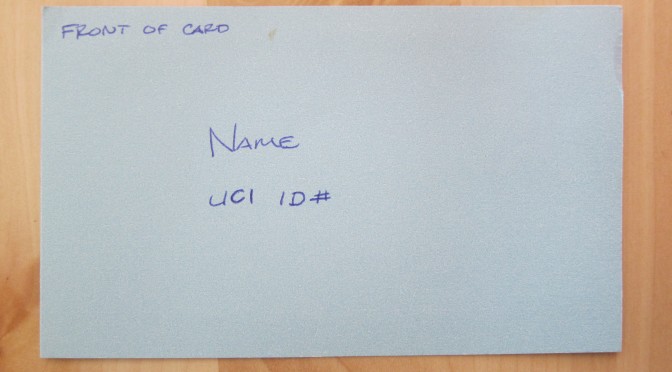 FRONT OF CARD
NAME
UCI ID#